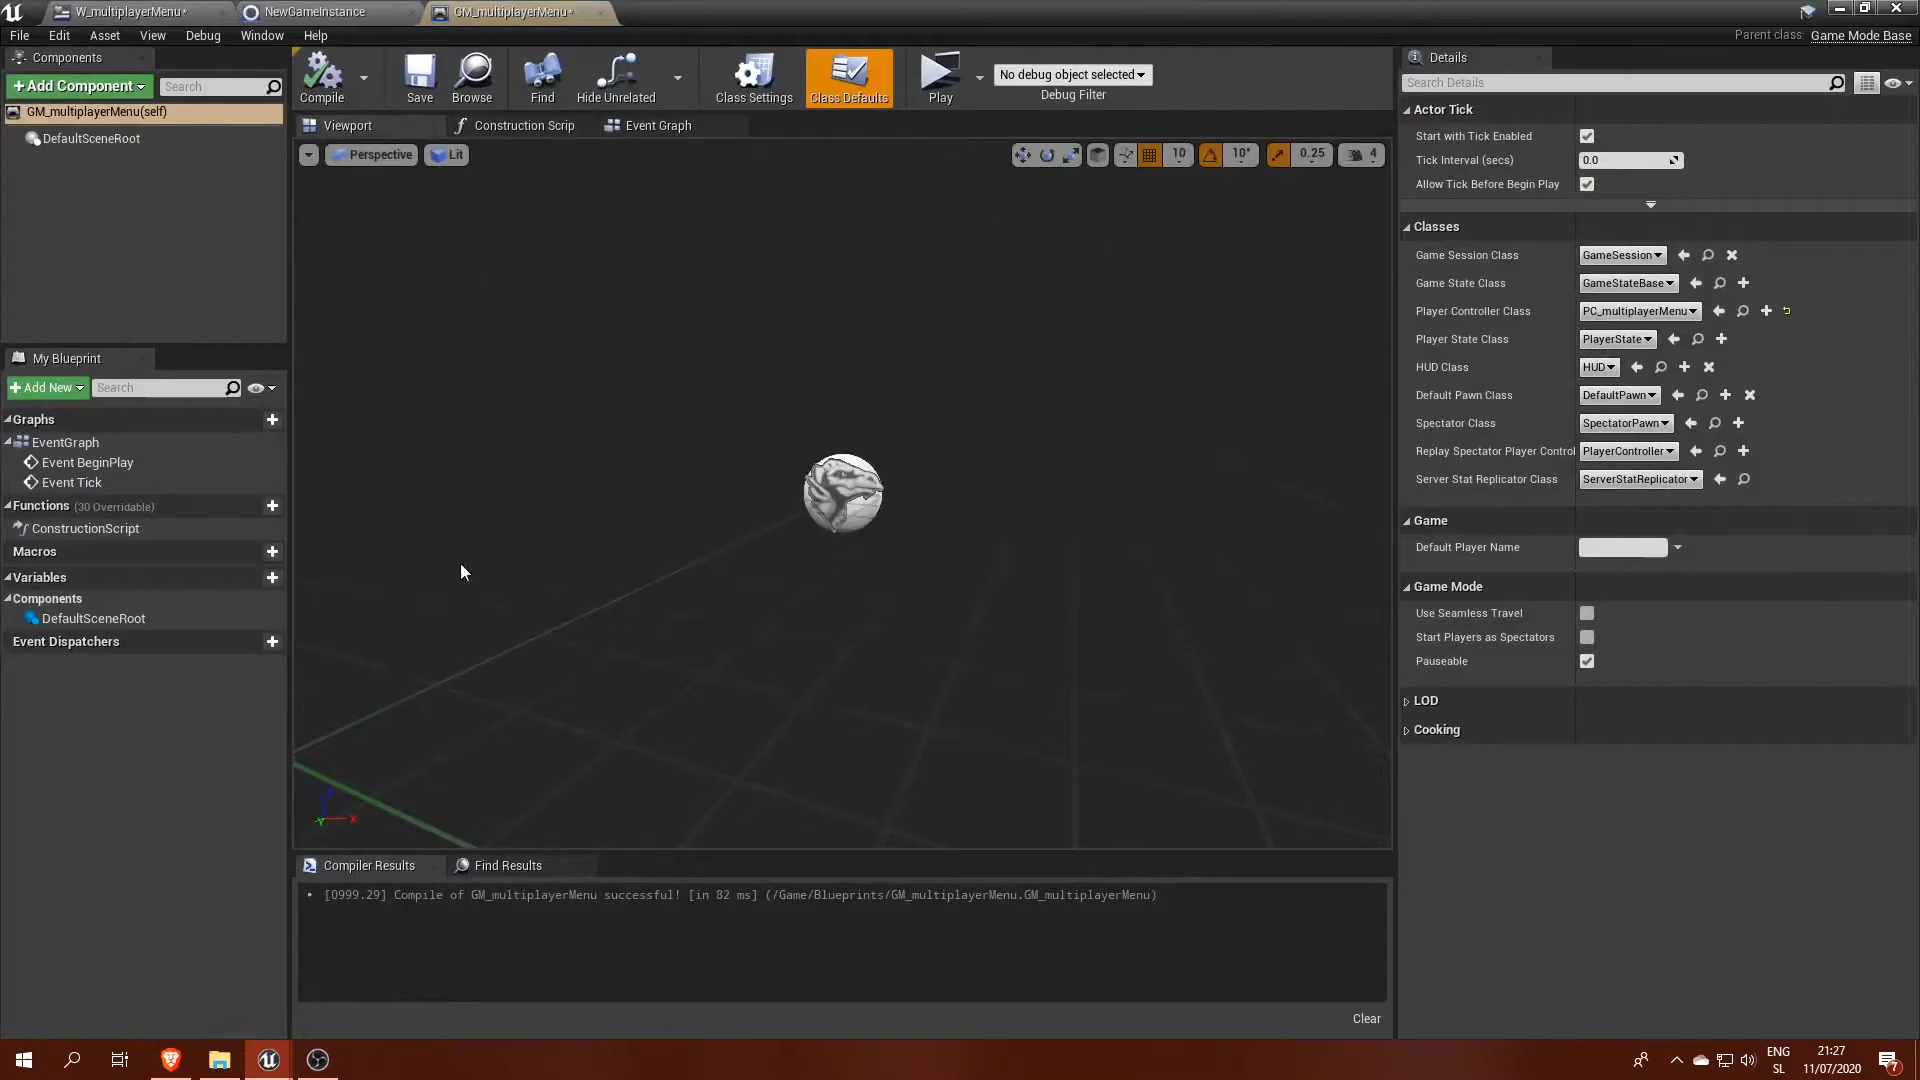 W_multiplayerMenu*
NewGameInstance
GM_multiplayerMenu*
File Edit Asset View Debug Window Help
Parent class: Game Mode Base
Components
+Add Component
Search
GM_multiplayerMenu(self)
DefaultSceneRoot
My Blueprint
+Add New
Search
Graphs
EventGraph
Event BeginPlay
Event Tick
Functions (30 Overridable)
ConstructionScript
Macros
Variables
Components
DefaultSceneRoot
Event Dispatchers
Compile
Save
Browse
Find
Hide Unrelated
Class Settings
Class Defaults
Play
No debug object selected
Debug Filter
Viewport
Construction Scrip
Event Graph
Perspective
Lit
10
10°
0.25
4
X
Compiler Results
Find Results
• [0999.29] Compile of GM_multiplayerMenu successful! [in 82 ms] (/Game/Blueprints/GM_multiplayerMenu.GM_multiplayerMenu)
Clear
Details
Search Details
Actor Tick
Start with Tick Enabled
Tick Interval (secs) 0.0
Allow Tick Before Begin Play
Classes
Game Session Class GameSession
Game State Class GameStateBase
Player Controller Class PC_multiplayerMenu
Player State Class PlayerState
HUD Class HUD
Default Pawn Class DefaultPawn
Spectator Class SpectatorPawn
Replay Spectator Player Control PlayerController
Server Stat Replicator Class ServerStatReplicator
Game
Default Player Name
Game Mode
Use Seamless Travel
Start Players as Spectators
Pauseable
LOD
Cooking
ENG
SL
21:27
11/07/2020
7